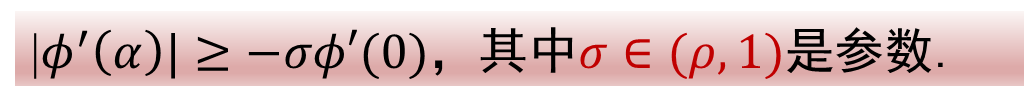 |ϕ′(α)| ≥ −σϕ′(0)，其中σ ∈ (ρ, 1)是参数.